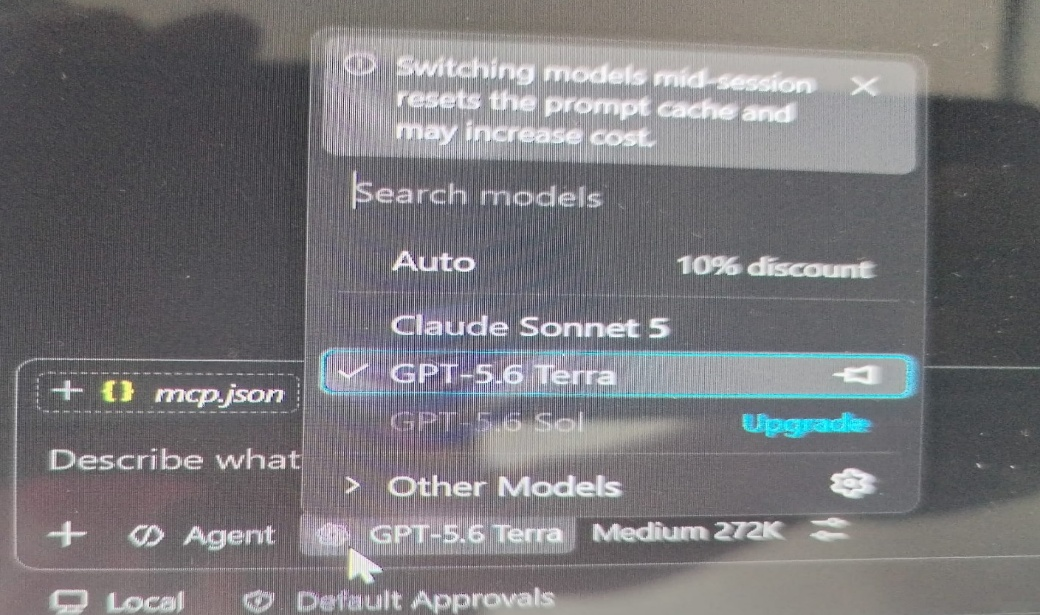 Switching models mid-session
resets the prompt cache and
may increase cost.
Search models
Auto 10% discount
Claude Sonnet 5
GPT-5.6 Terra
GPT-5.6 Sol Upgrade
Other Models
+ {} mcp.json
Describe what
+ Agent GPT-5.6 Terra Medium 272K
Local Default Approvals